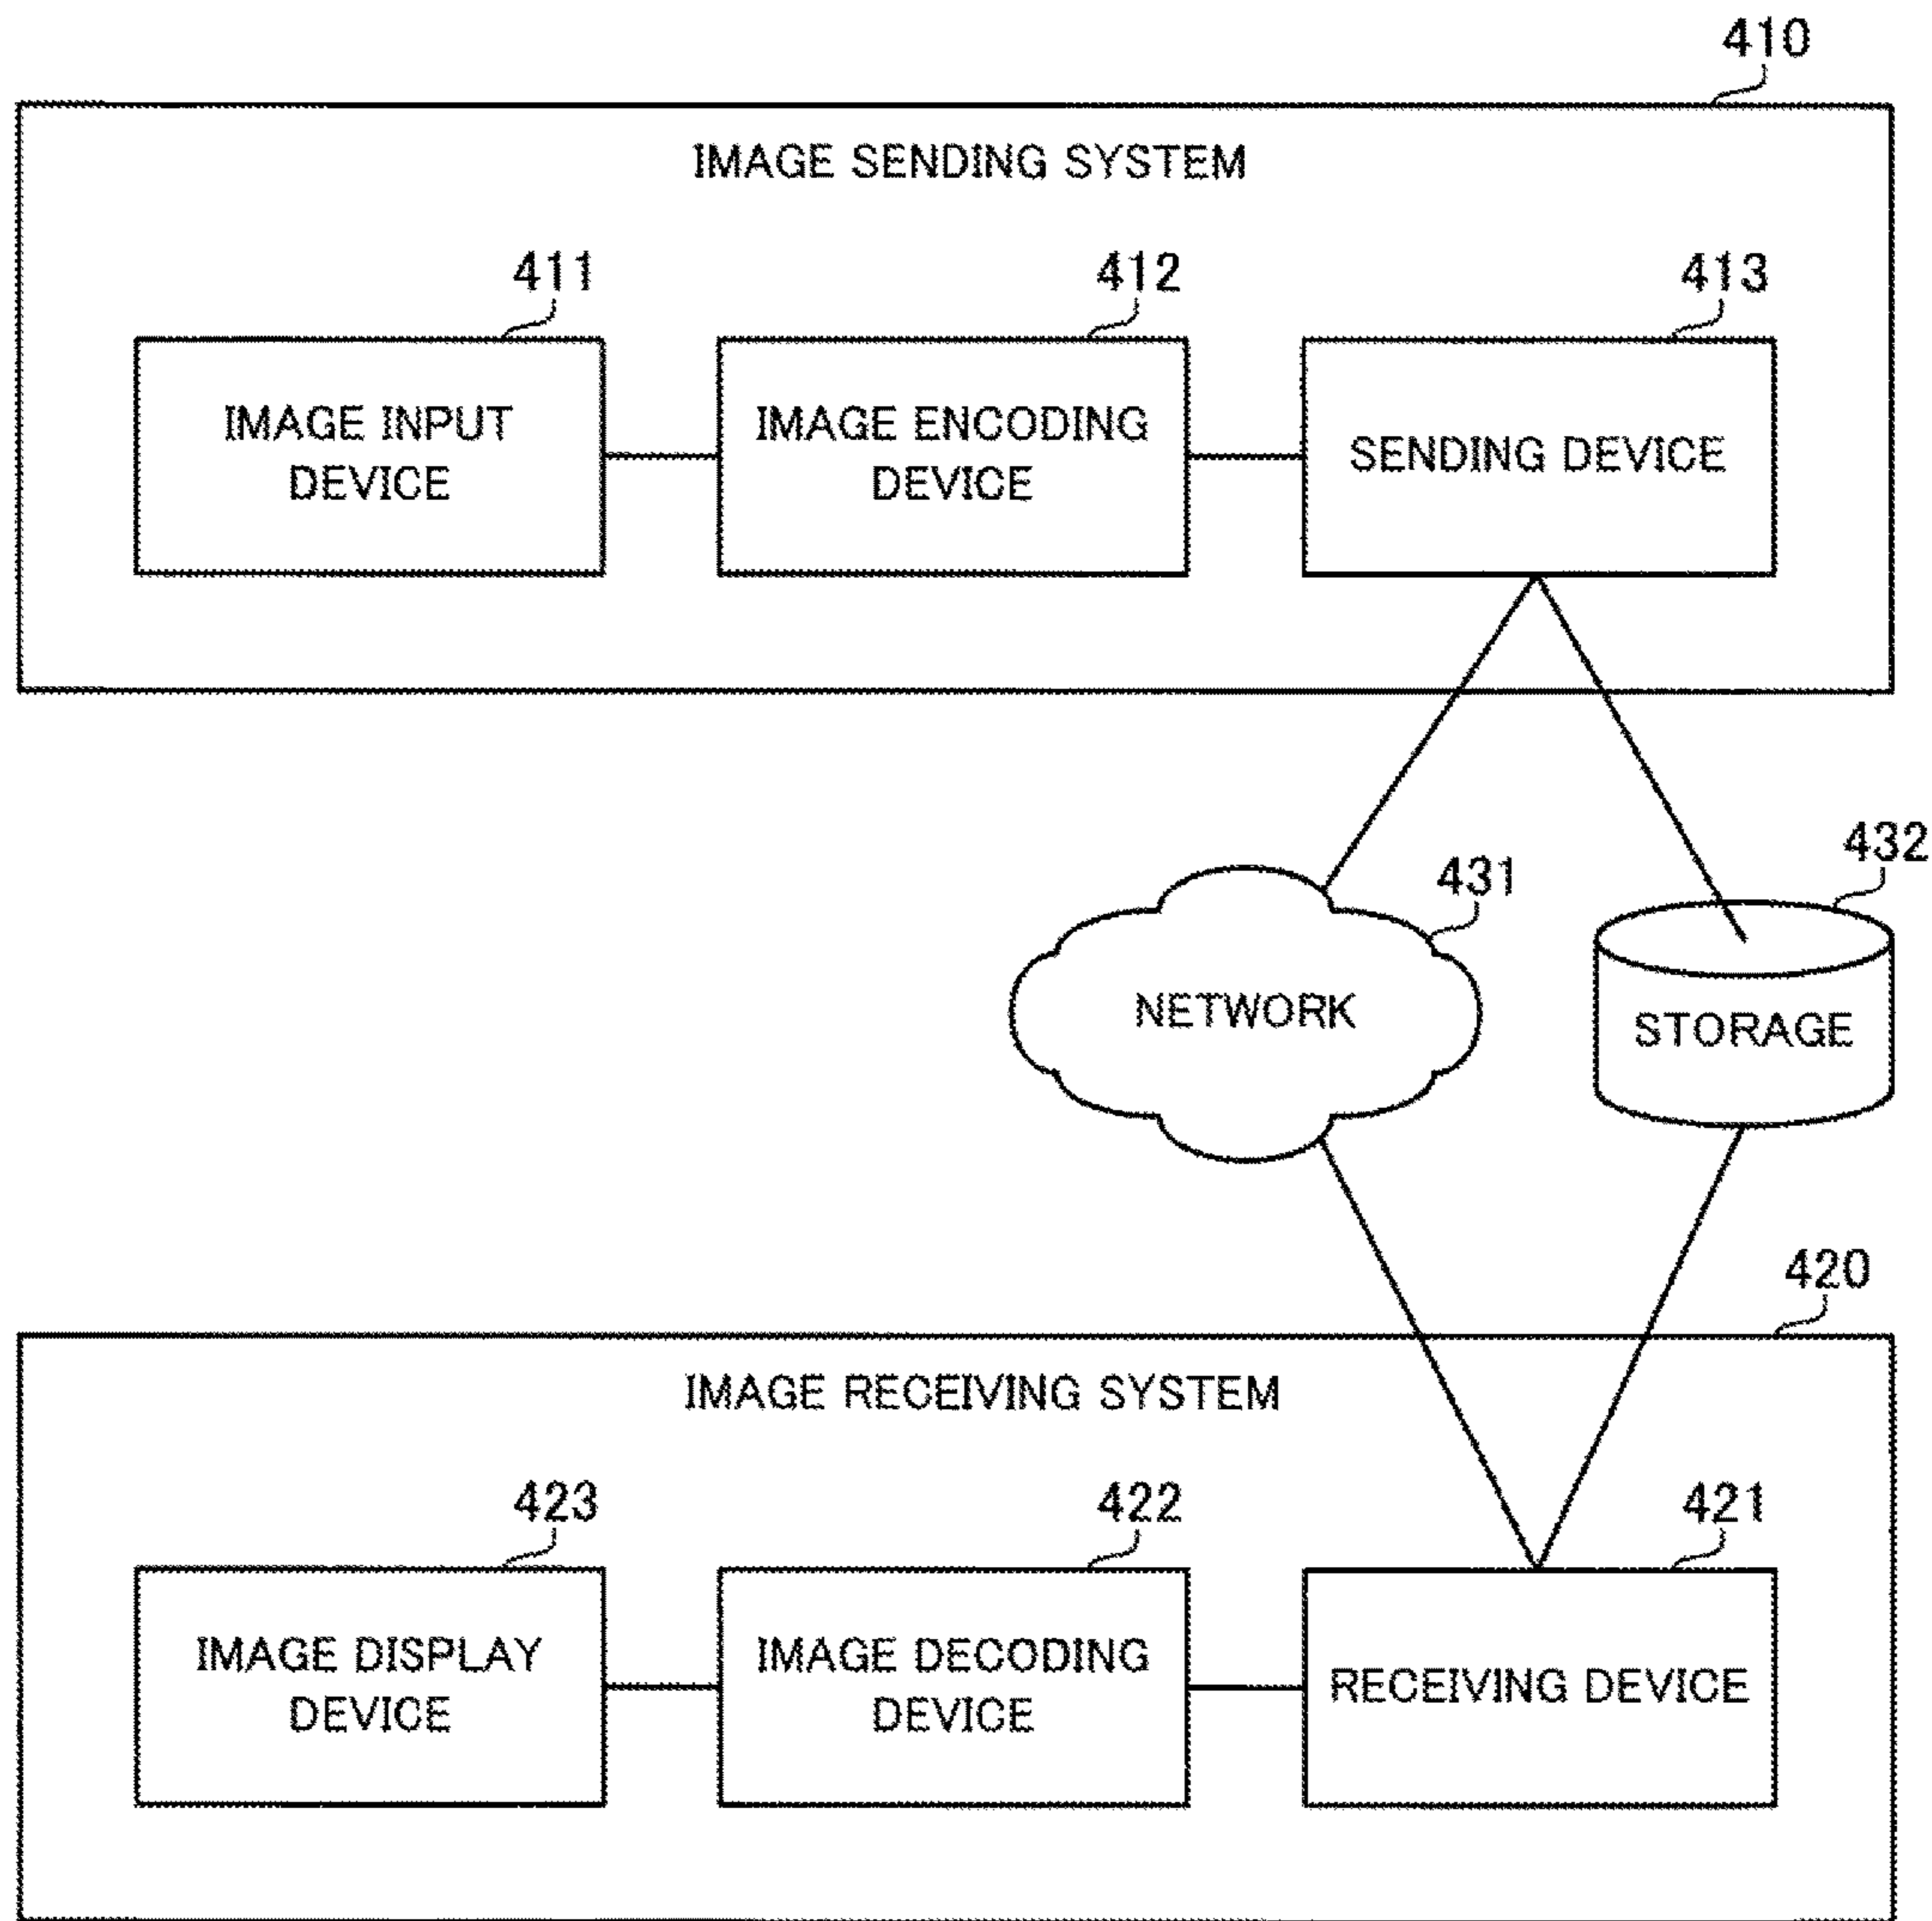 410
IMAGE SENDING SYSTEM
411
412
413
IMAGE INPUT
DEVICE
IMAGE ENCODING
DEVICE
SENDING DEVICE
431
432
NETWORK
STORAGE
420
IMAGE RECEIVING SYSTEM
423
422
421
IMAGE DISPLAY
DEVICE
IMAGE DECODING
DEVICE
RECEIVING DEVICE